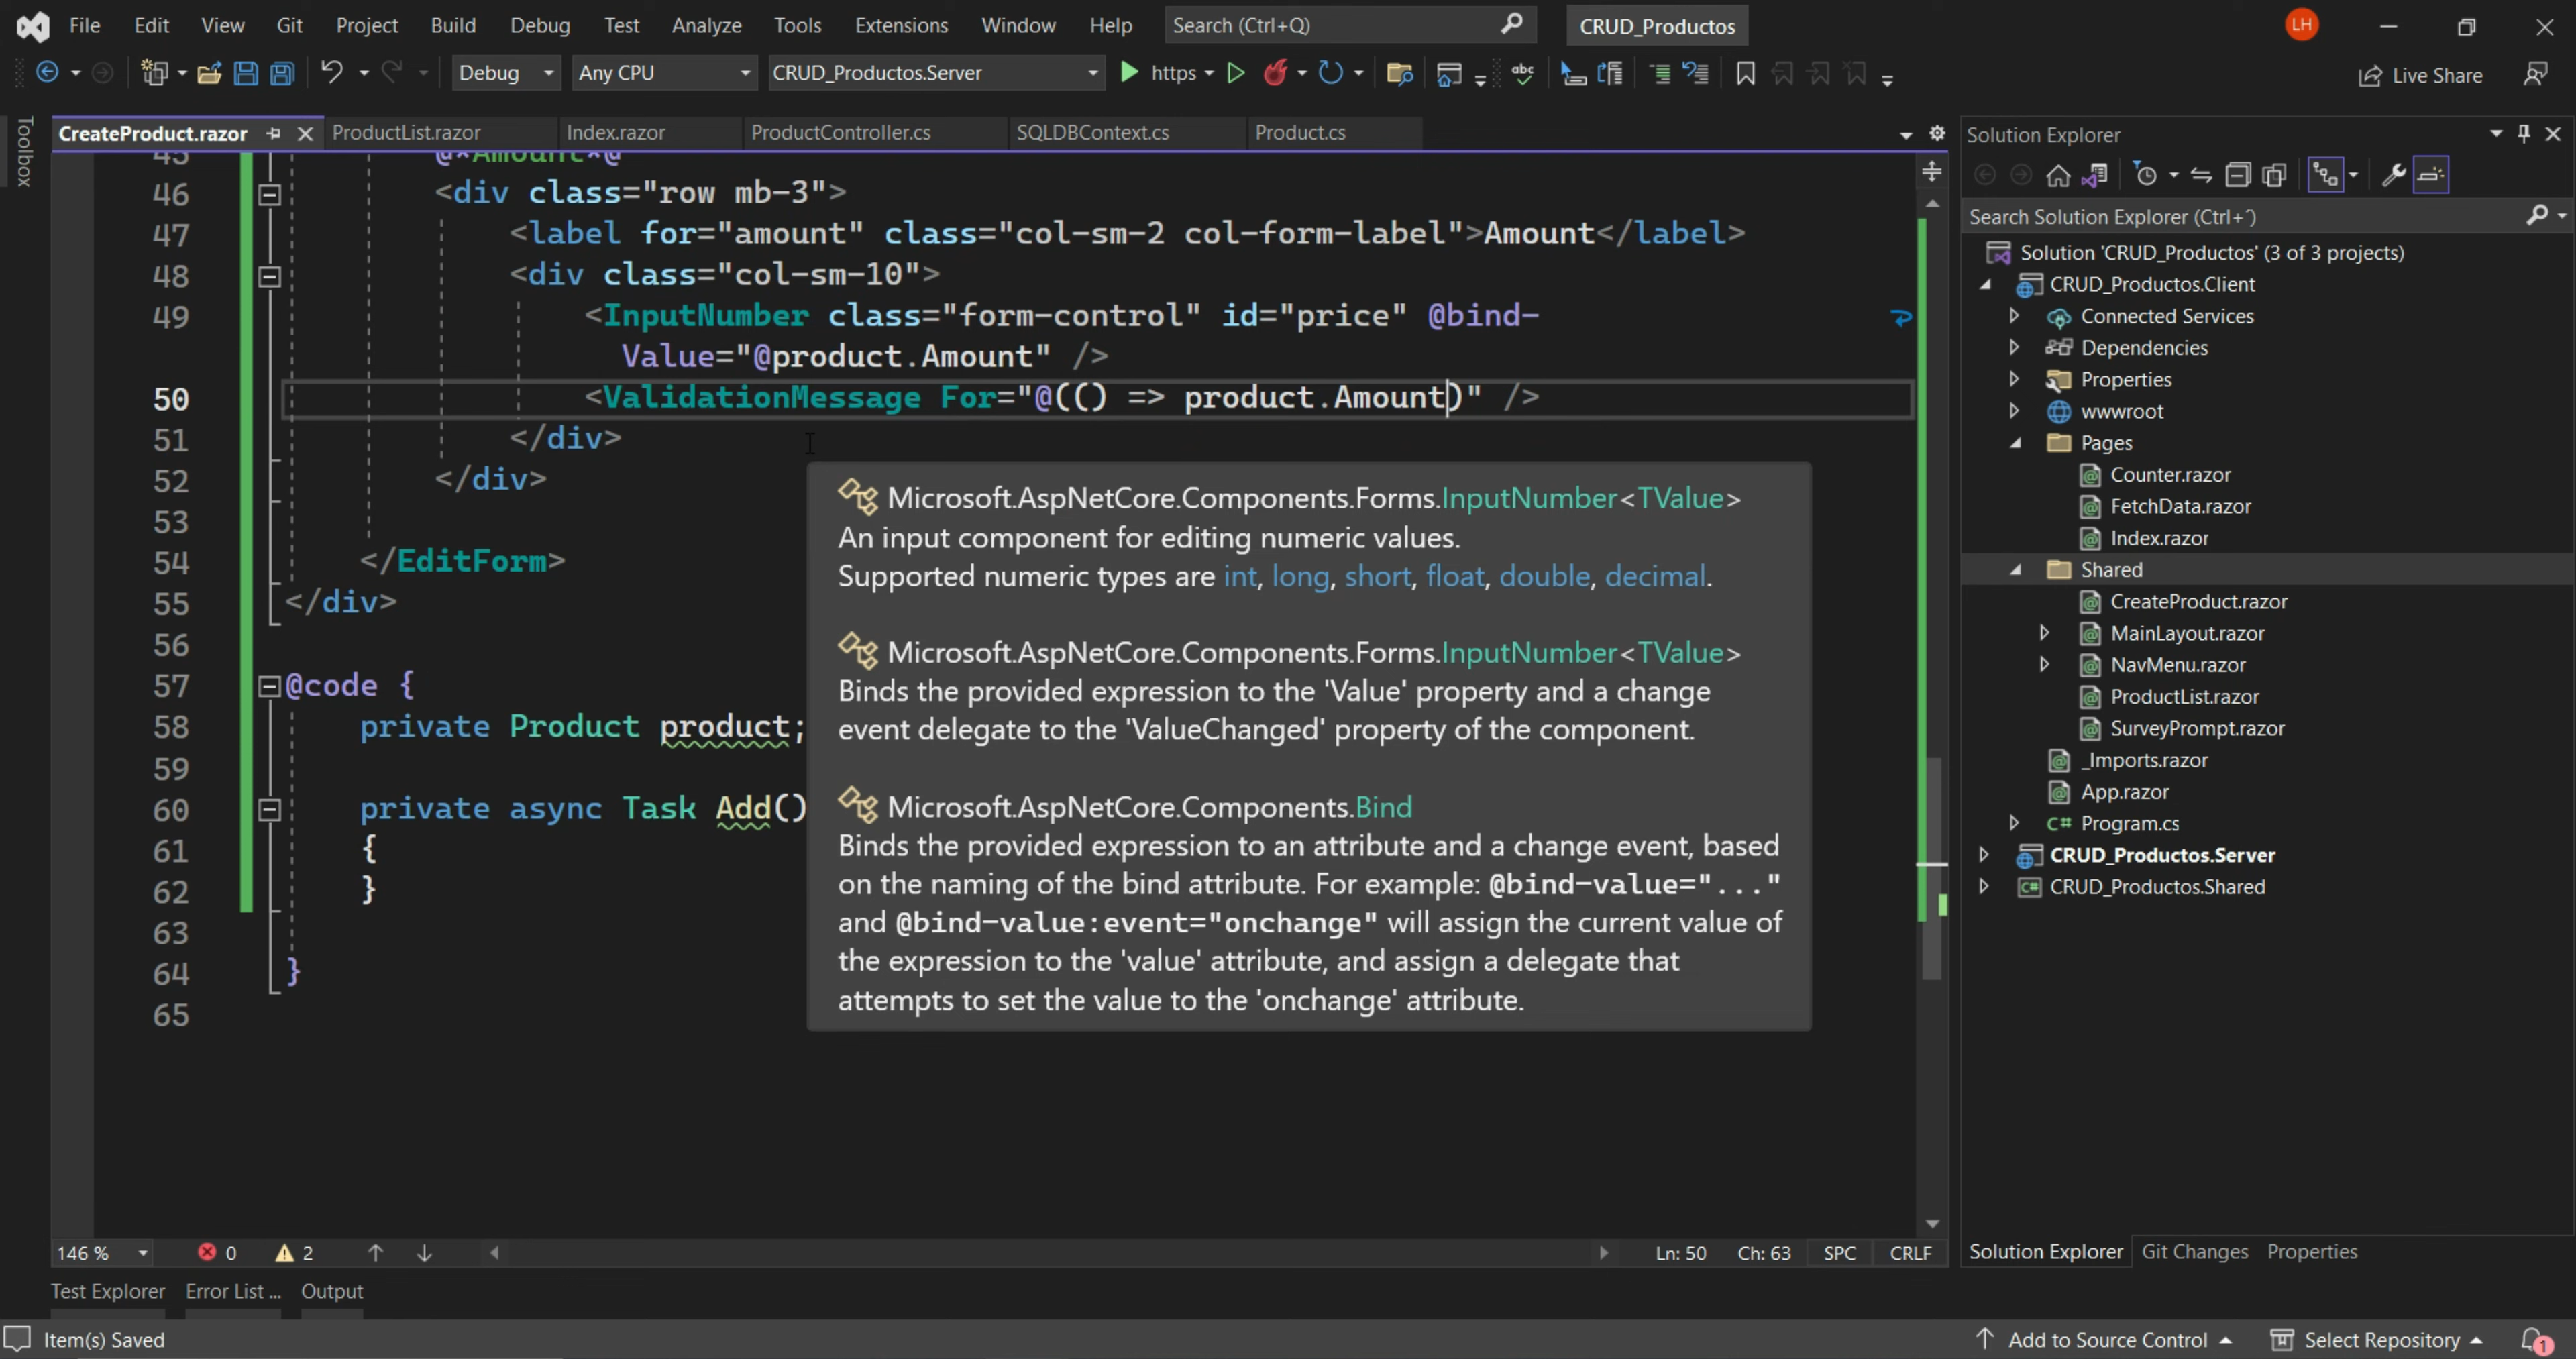 File Edit View Git Project Build Debug Test Analyze Tools Extensions Window Help Search (Ctrl+Q) CRUD_Productos LH
Debug Any CPU CRUD_Productos.Server https abc Live Share
Toolbox
CreateProduct.razor ProductList.razor Index.razor ProductController.cs SQLDBContext.cs Product.cs
45 @*Amount*@
46 <div class="row mb-3">
47 <label for="amount" class="col-sm-2 col-form-label">Amount</label>
48 <div class="col-sm-10">
49 <InputNumber class="form-control" id="price" @bind-
Value="@product.Amount" />
50 <ValidationMessage For="@(() => product.Amount)" />
51 </div>
52 </div>
53
54 </EditForm>
55 </div>
56
57 @code {
58 private Product product;
59
60 private async Task Add()
61 {
62 }
63
64 }
65
Microsoft.AspNetCore.Components.Forms.InputNumber<TValue>
An input component for editing numeric values.
Supported numeric types are int, long, short, float, double, decimal.
Microsoft.AspNetCore.Components.Forms.InputNumber<TValue>
Binds the provided expression to the 'Value' property and a change
event delegate to the 'ValueChanged' property of the component.
Microsoft.AspNetCore.Components.Bind
Binds the provided expression to an attribute and a change event, based
on the naming of the bind attribute. For example: @bind-value="..."
and @bind-value:event="onchange" will assign the current value of
the expression to the 'value' attribute, and assign a delegate that
attempts to set the value to the 'onchange' attribute.
146 % 0 2 Ln: 50 Ch: 63 SPC CRLF
Test Explorer Error List ... Output
Solution Explorer
Search Solution Explorer (Ctrl+´)
Solution 'CRUD_Productos' (3 of 3 projects)
CRUD_Productos.Client
Connected Services
Dependencies
Properties
wwwroot
Pages
Counter.razor
FetchData.razor
Index.razor
Shared
CreateProduct.razor
MainLayout.razor
NavMenu.razor
ProductList.razor
SurveyPrompt.razor
_Imports.razor
App.razor
C# Program.cs
CRUD_Productos.Server
C# CRUD_Productos.Shared
Solution Explorer Git Changes Properties
Item(s) Saved Add to Source Control Select Repository 1